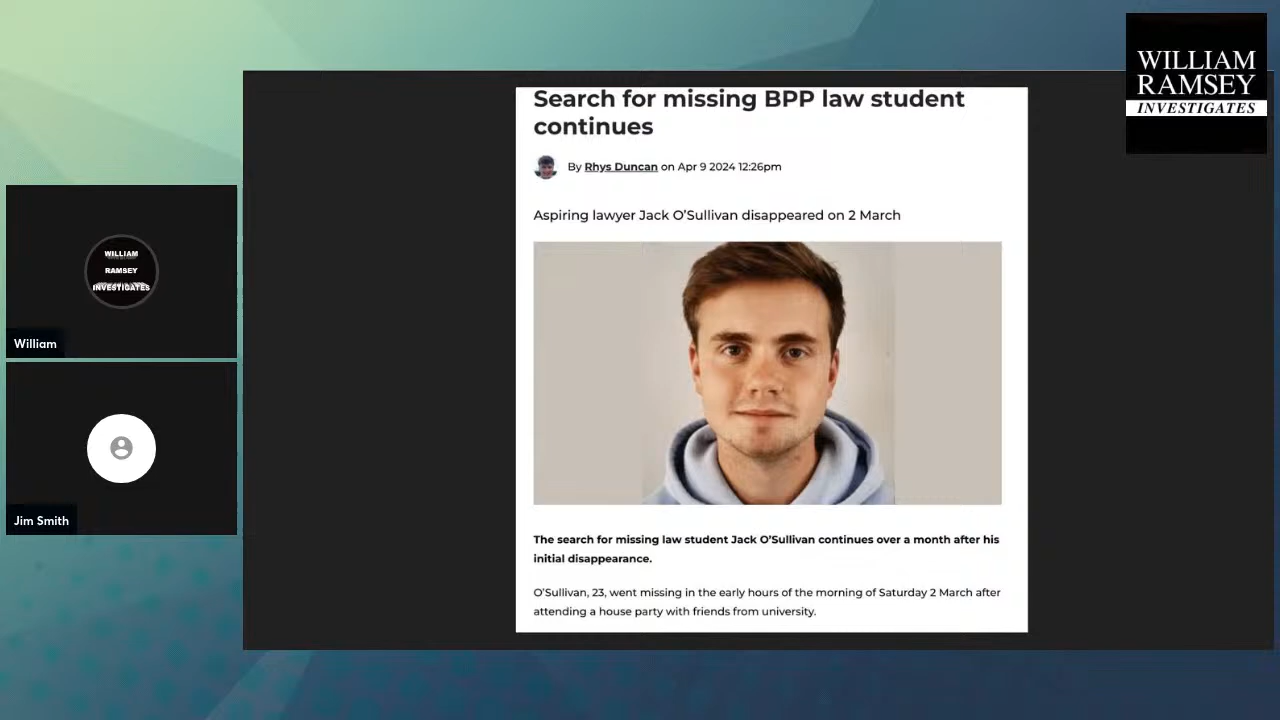 WILLIAM
RAMSEY
INVESTIGATES
Search for missing BPP law student
continues
By Rhys Duncan on Apr 9 2024 12:26pm
Aspiring lawyer Jack O’Sullivan disappeared on 2 March
WILLIAM
RAMSEY
INVESTIGATES
William
Jim Smith
The search for missing law student Jack O’Sullivan continues over a month after his
initial disappearance.
O’Sullivan, 23, went missing in the early hours of the morning of Saturday 2 March after
attending a house party with friends from university.